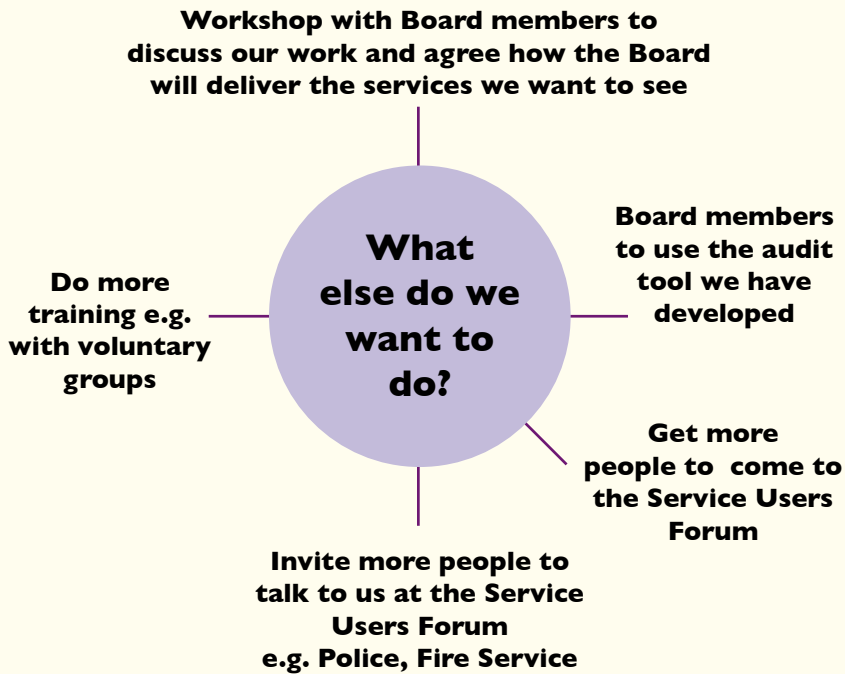 Workshop with Board members to
discuss our work and agree how the Board
will deliver the services we want to see
What
else do we
want to
do?
Board members
to use the audit
tool we have
developed
Get more
people to come to
the Service Users
Forum
Invite more people to
talk to us at the Service
Users Forum
e.g. Police, Fire Service
Do more
training e.g.
with voluntary
groups